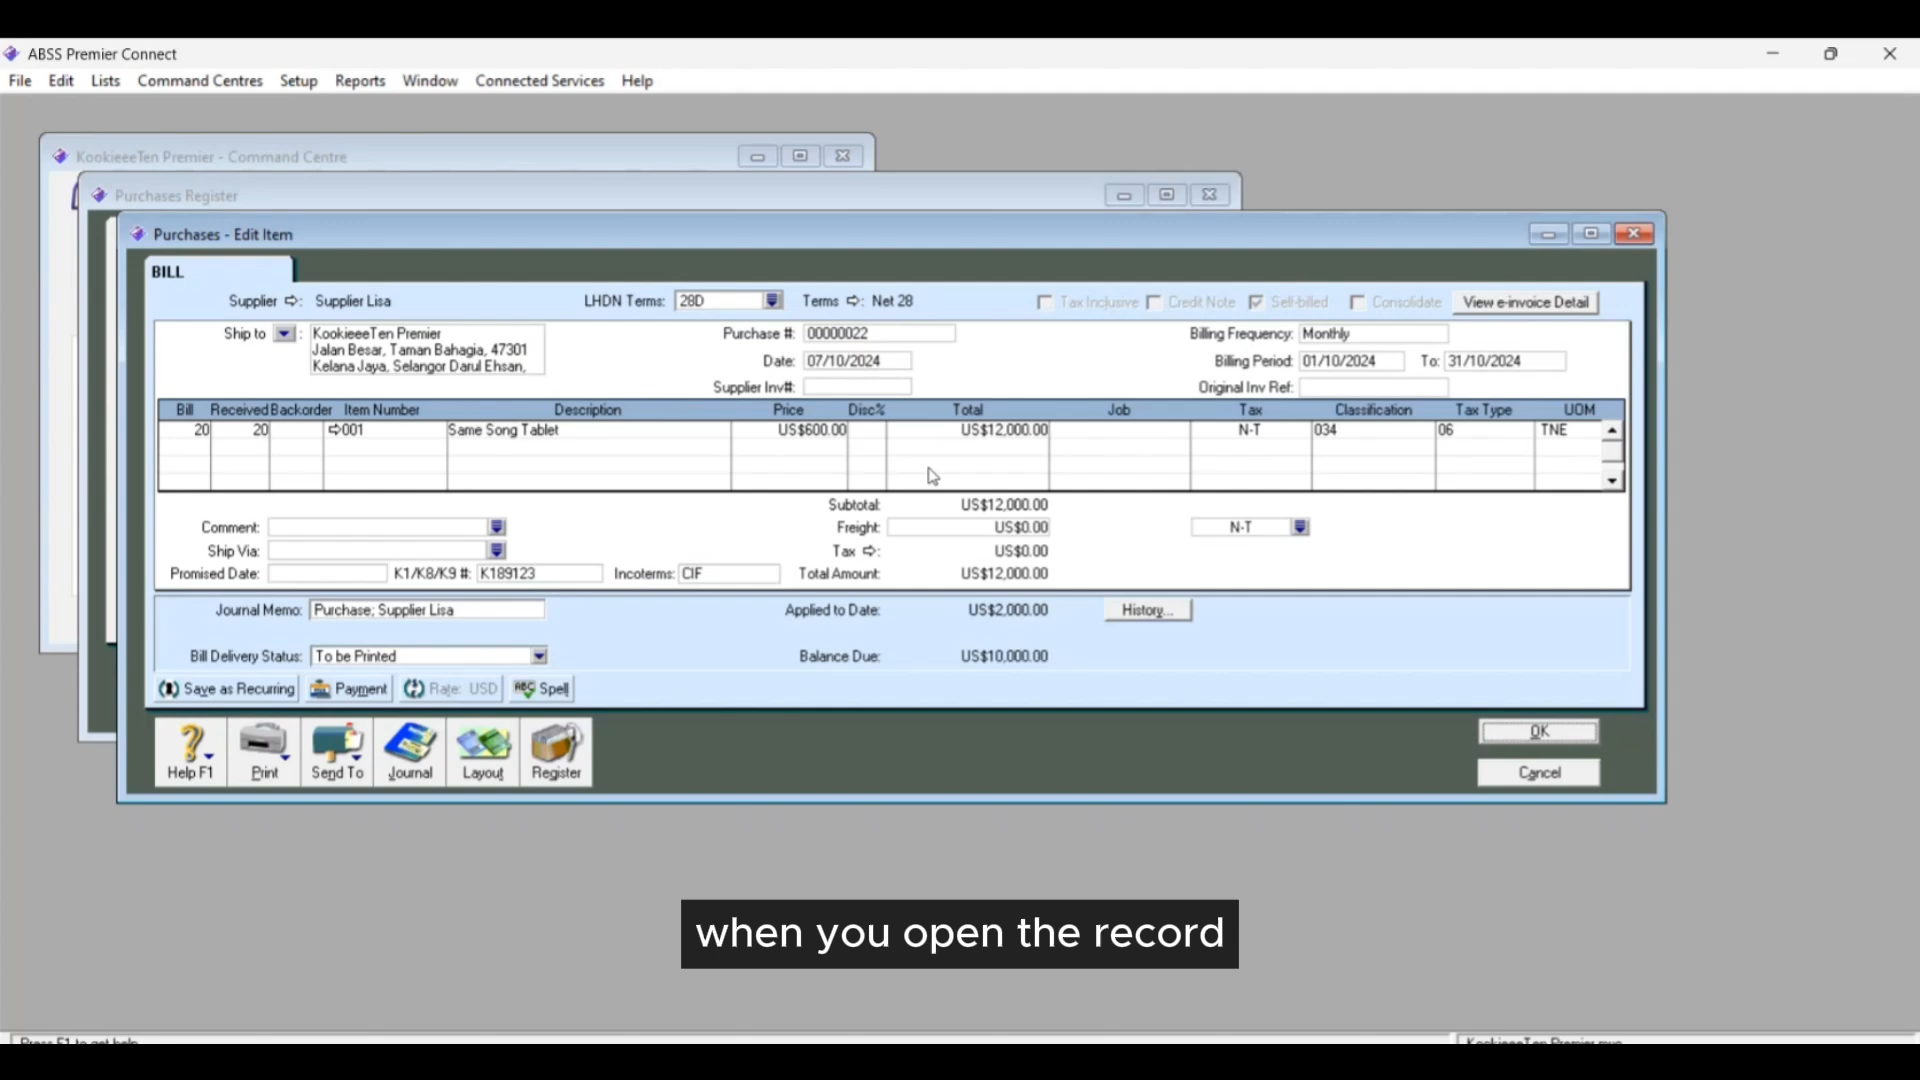 ABSS Premier Connect
File Edit Lists Command Centres Setup Reports Window Connected Services Help
KookieeeTen Premier - Command Centre
Purchases Register
Purchases - Edit Item
BILL
Supplier : Supplier Lisa LHDN Terms: 28D Terms : Net 28 Tax Inclusive Credit Note Self-billed Consolidate View e-invoice Detail
Ship to : KookieeeTen Premier Purchase #: 00000022 Billing Frequency: Monthly
Jalan Besar, Taman Bahagia, 47301 Date: 07/10/2024 Billing Period: 01/10/2024 To: 31/10/2024
Kelana Jaya, Selangor Darul Ehsan,
Supplier Inv#: Original Inv Ref:
Bill Received Backorder Item Number Description Price Disc% Total Job Tax Classification Tax Type UOM
20 20 001 Same Song Tablet US$600.00 US$12,000.00 N-T 034 06 TNE
Subtotal: US$12,000.00
Comment: Freight: US$0.00 N-T
Ship Via: Tax : US$0.00
Promised Date: K1/K8/K9 #: K189123 Incoterms: CIF Total Amount: US$12,000.00
Journal Memo: Purchase; Supplier Lisa Applied to Date: US$2,000.00 History...
Bill Delivery Status: To be Printed Balance Due: US$10,000.00
Save as Recurring Payment Rate: USD ABC Spell
Help F1 Print Send To Journal Layout Register
OK
Cancel
when you open the record
Press F1 to get help